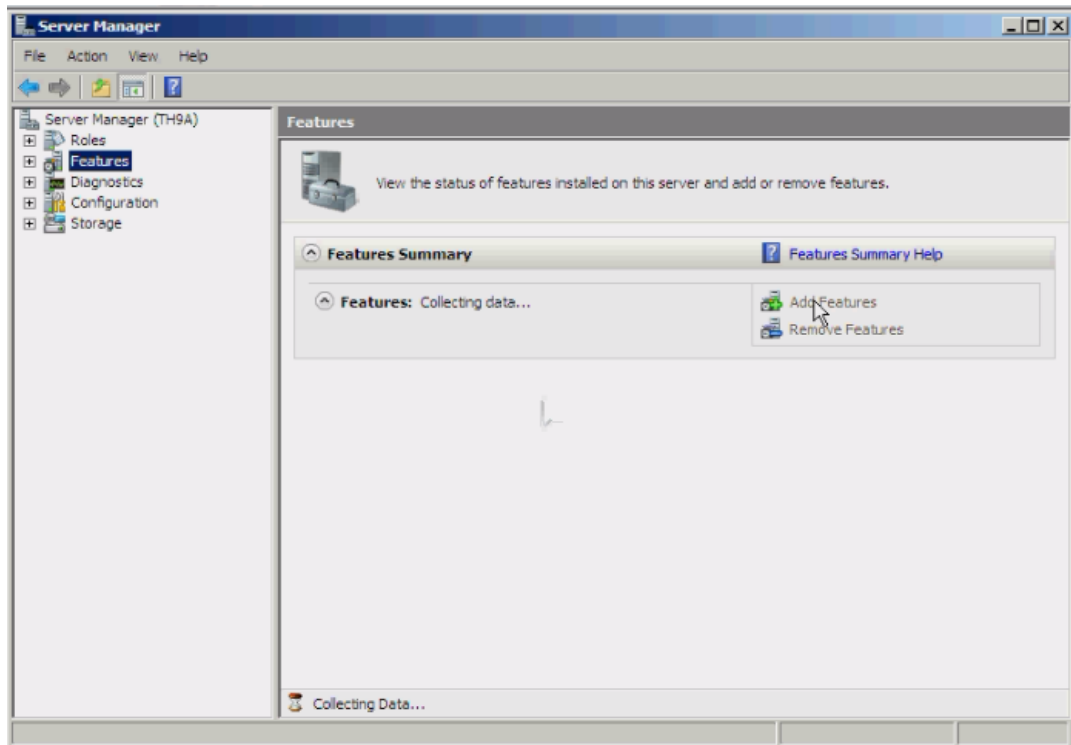 Server Manager
File Action View Help
Server Manager (TH9A)
Roles
Features
Diagnostics
Configuration
Storage
Features
View the status of features installed on this server and add or remove features.
Features Summary
Features Summary Help
Features: Collecting data...
Add Features
Remove Features
Collecting Data...